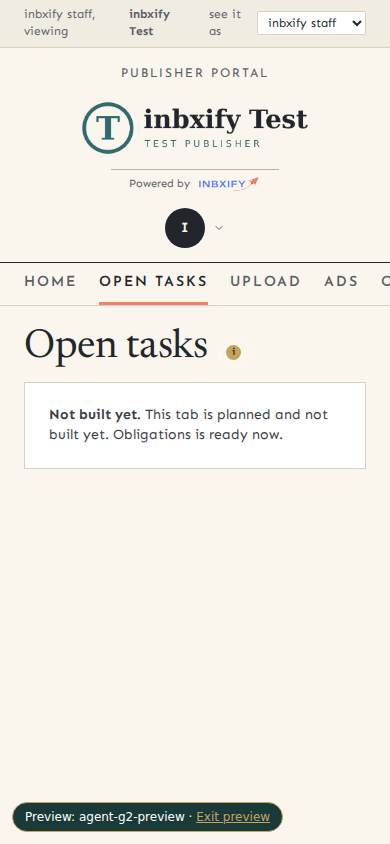 inbxify staff, viewing
inbxify Test
see it as
inbxify staff
PUBLISHER PORTAL
T
inbxify Test
TEST PUBLISHER
Powered by INBXIFY
I
HOME OPEN TASKS UPLOAD ADS
Open tasks i
Not built yet. This tab is planned and not
built yet. Obligations is ready now.
Preview: agent-g2-preview · Exit preview